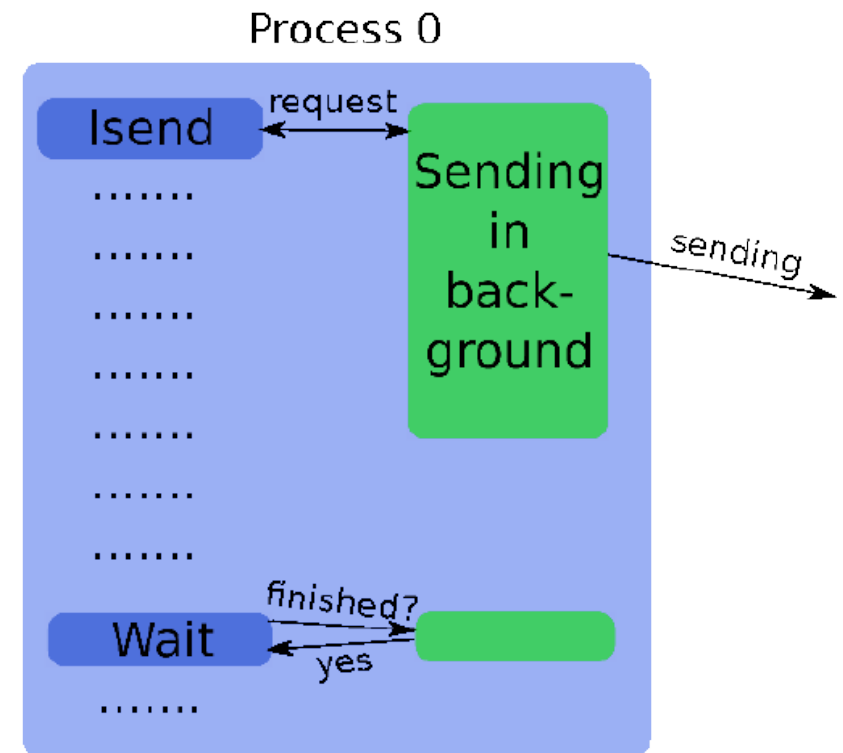 Process 0
Isend
request
Sending
in
back-
ground
sending
.......
.......
.......
.......
.......
.......
.......
finished?
Wait
yes
.......